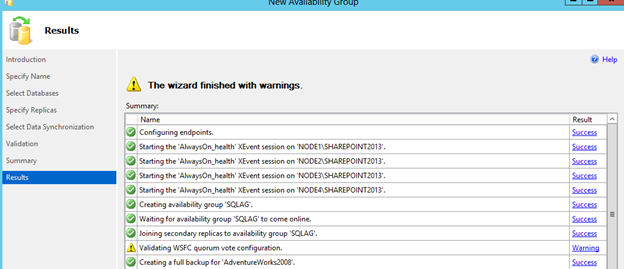 New Availability Group
Results
Introduction
Specify Name
Select Databases
Specify Replicas
Select Data Synchronization
Validation
Summary
Results
Help
The wizard finished with warnings.
Summary:
Name Result
Configuring endpoints. Success
Starting the 'AlwaysOn_health' XEvent session on 'NODE1\SHAREPOINT2013'. Success
Starting the 'AlwaysOn_health' XEvent session on 'NODE2\SHAREPOINT2013'. Success
Starting the 'AlwaysOn_health' XEvent session on 'NODE3\SHAREPOINT2013'. Success
Starting the 'AlwaysOn_health' XEvent session on 'NODE4\SHAREPOINT2013'. Success
Creating availability group 'SQLAG'. Success
Waiting for availability group 'SQLAG' to come online. Success
Joining secondary replicas to availability group 'SQLAG'. Success
Validating WSFC quorum vote configuration. Warning
Creating a full backup for 'AdventureWorks2008'. Success